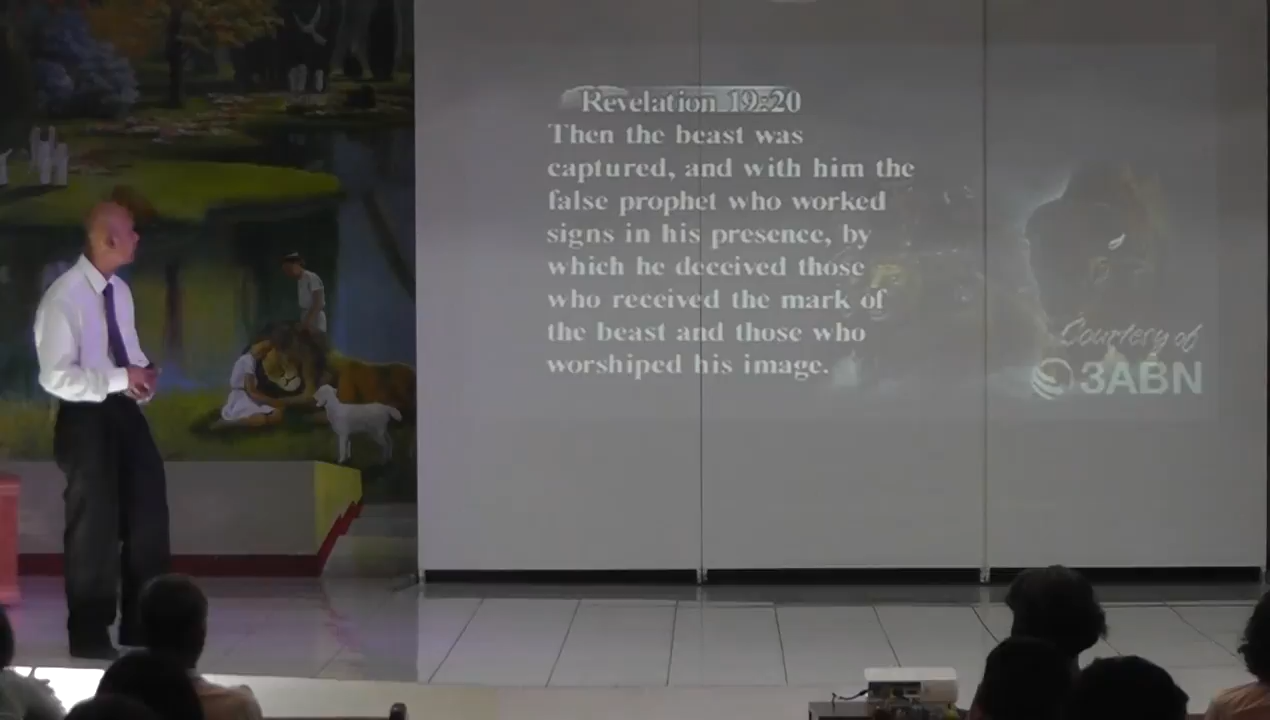 Revelation 19:20
Then the beast was
captured, and with him the
false prophet who worked
signs in his presence, by
which he deceived those
who received the mark of
the beast and those who
worshiped his image.
Courtesy of
3ABN